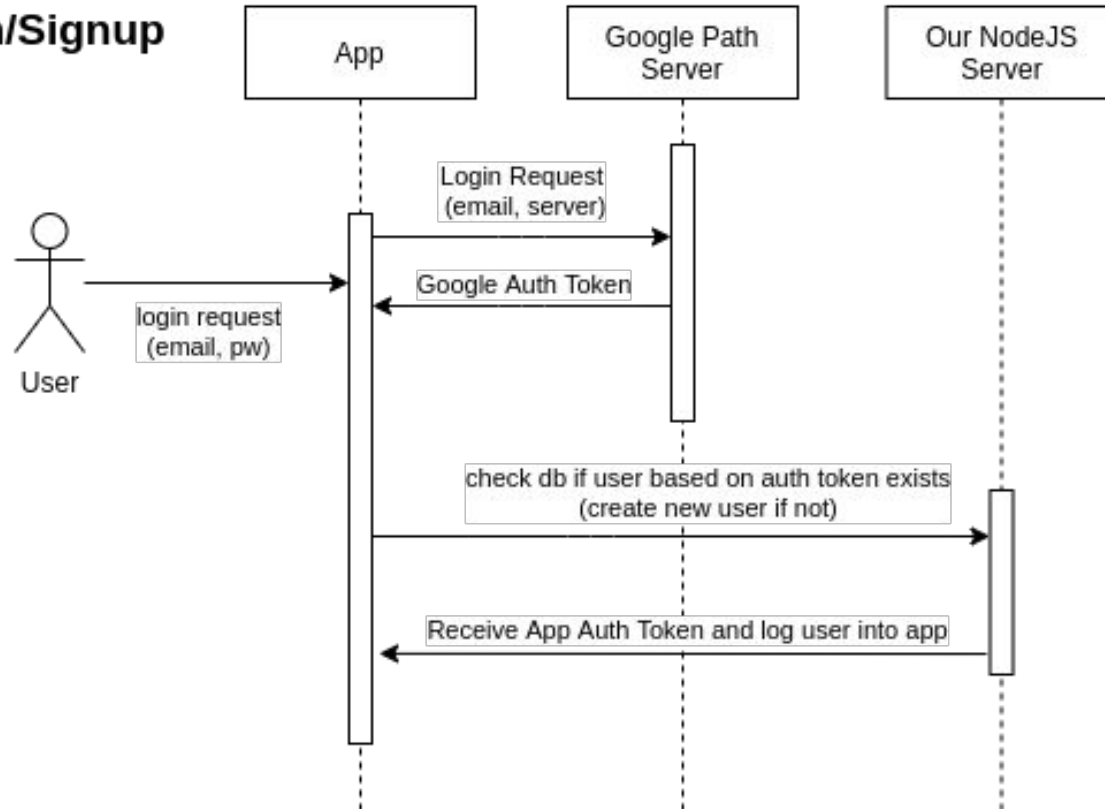 /Signup
App
Google Path
Server
Our NodeJS
Server
Login Request
(email, server)
Google Auth Token
login request
(email, pw)
User
check db if user based on auth token exists
(create new user if not)
Receive App Auth Token and log user into app